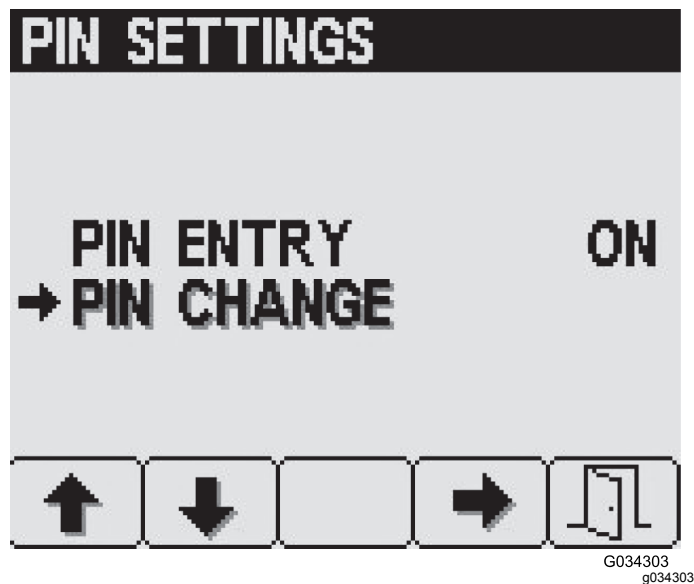 PIN SETTINGS
PIN ENTRY ON
PIN CHANGE
G034303
g034303